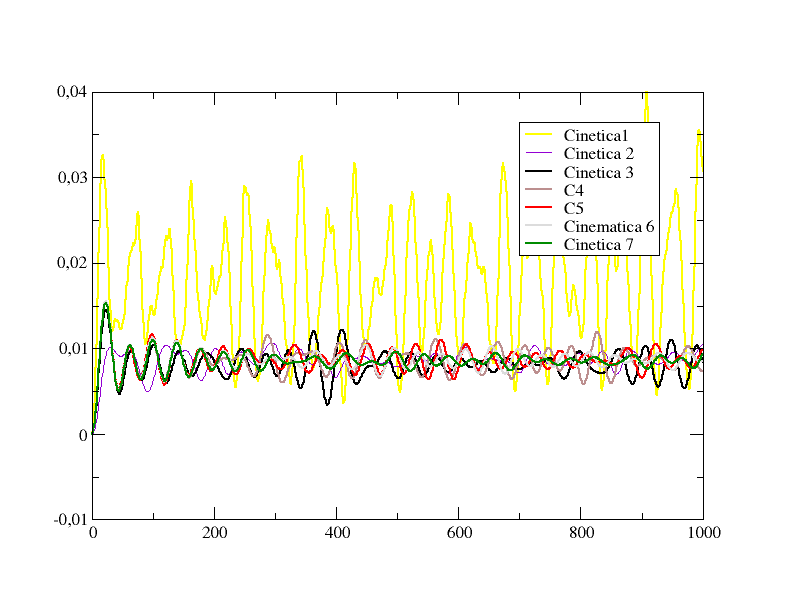 0,04
0,03
0,02
0,01
0
-0,01
0
200
400
600
800
1000
Cinetica1
Cinetica 2
Cinetica 3
C4
C5
Cinematica 6
Cinetica 7